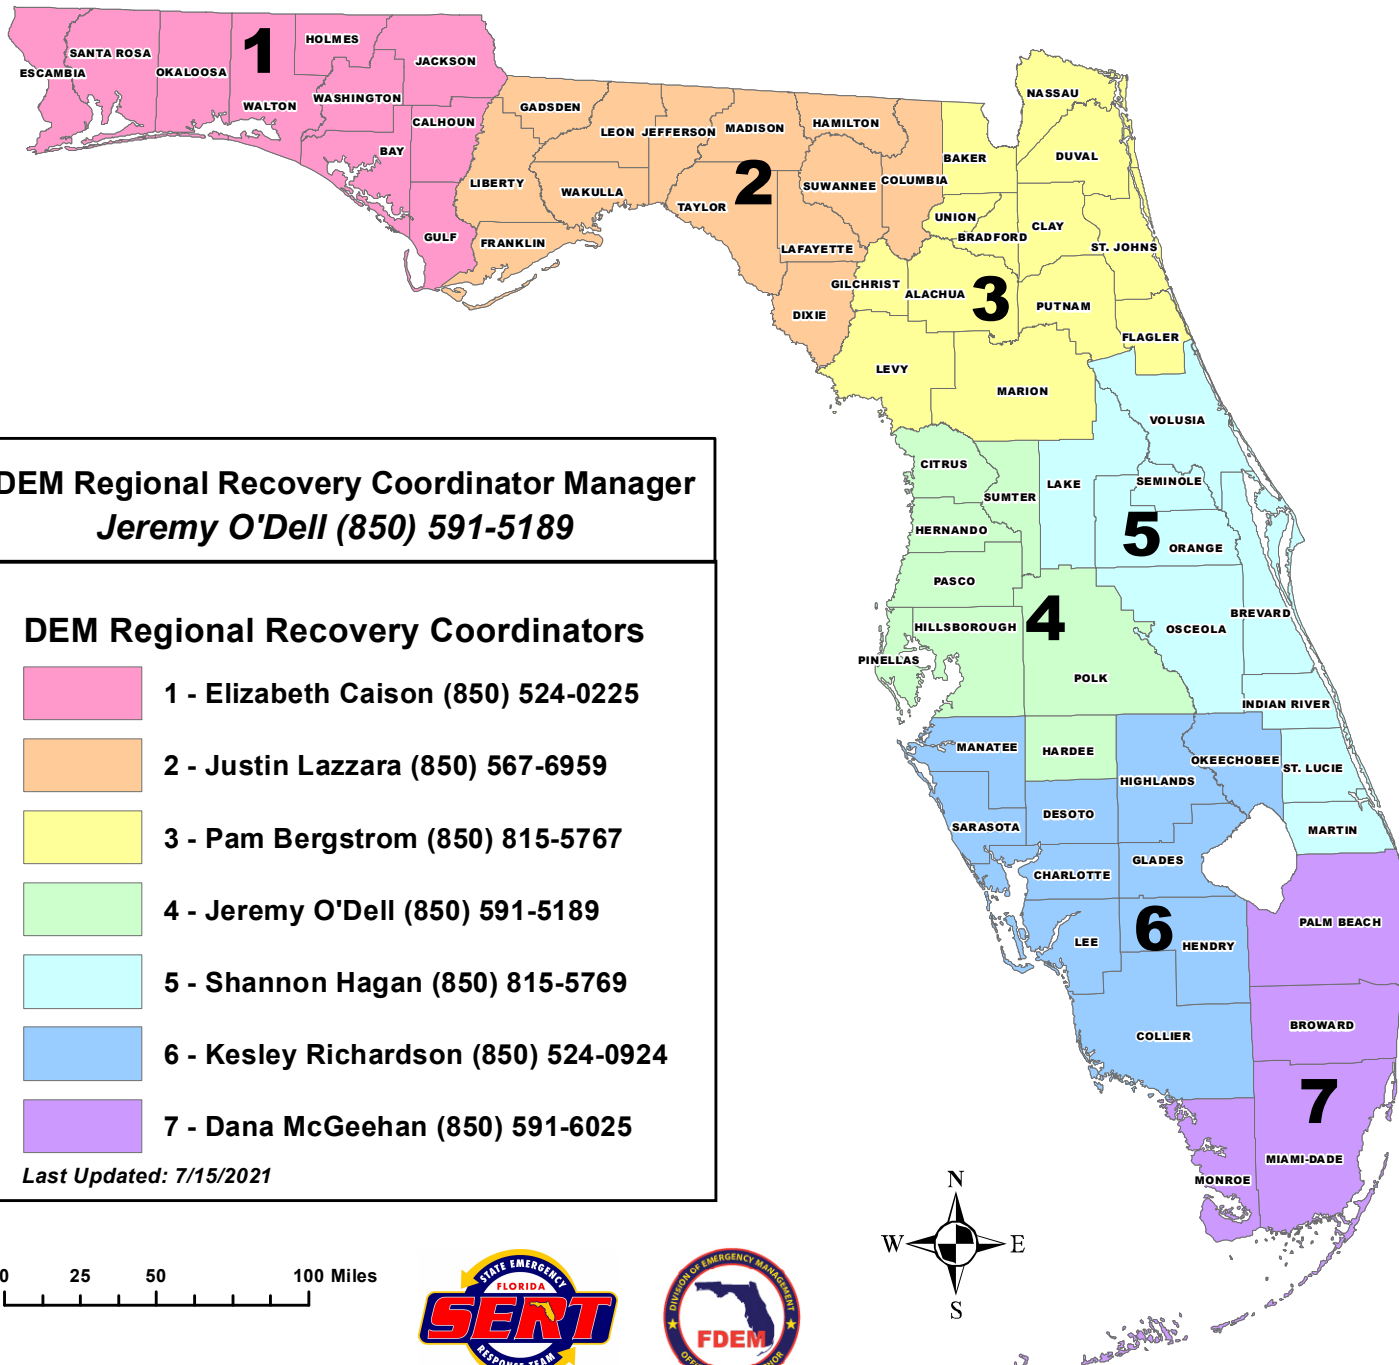 1
HOLMES
SANTA ROSA
JACKSON
ESCAMBIA
OKALOOSA
WALTON
WASHINGTON
CALHOUN
BAY
GULF
GADSDEN
LEON
JEFFERSON
MADISON
HAMILTON
LIBERTY
WAKULLA
2
TAYLOR
SUWANNEE
COLUMBIA
FRANKLIN
LAFAYETTE
DIXIE
NASSAU
BAKER
DUVAL
UNION
BRADFORD
CLAY
ST. JOHNS
GILCHRIST
ALACHUA
3
PUTNAM
FLAGLER
LEVY
MARION
VOLUSIA
CITRUS
SUMTER
LAKE
SEMINOLE
HERNANDO
5
ORANGE
PASCO
BREVARD
HILLSBOROUGH
4
OSCEOLA
PINELLAS
POLK
INDIAN RIVER
MANATEE
HARDEE
OKEECHOBEE
ST. LUCIE
HIGHLANDS
DESOTO
SARASOTA
MARTIN
CHARLOTTE
GLADES
PALM BEACH
LEE
6
HENDRY
BROWARD
COLLIER
7
MIAMI-DADE
MONROE
DEM Regional Recovery Coordinator Manager
Jeremy O'Dell (850) 591-5189
DEM Regional Recovery Coordinators
1 - Elizabeth Caison (850) 524-0225
2 - Justin Lazzara (850) 567-6959
3 - Pam Bergstrom (850) 815-5767
4 - Jeremy O'Dell (850) 591-5189
5 - Shannon Hagan (850) 815-5769
6 - Kesley Richardson (850) 524-0924
7 - Dana McGeehan (850) 591-6025
Last Updated: 7/15/2021
0 25 50 100 Miles
STATE EMERGENCY
FLORIDA
SERT
RESPONSE TEAM
DIVISION OF EMERGENCY MANAGEMENT
FDEM
N
W E
S